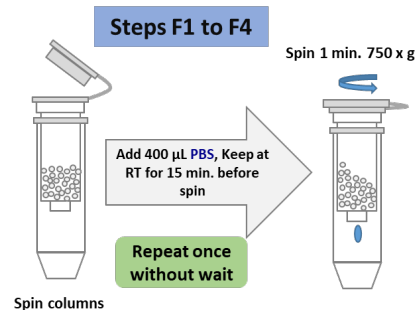 Steps F1 to F4
Spin 1 min. 750 x g
Add 400 µL PBS, Keep at
RT for 15 min. before
spin
Repeat once
without wait
Spin columns